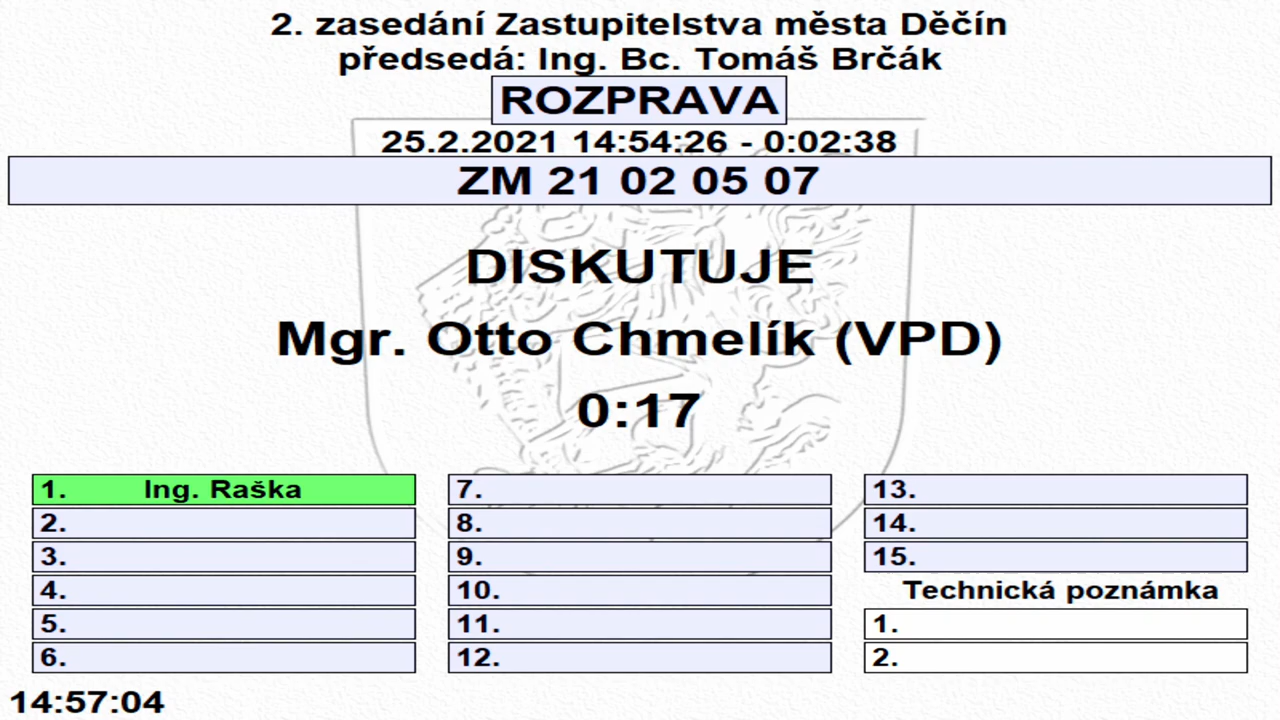 2. zasedání Zastupitelstva města Děčín
předsedá: Ing. Bc. Tomáš Brčák
ROZPRAVA
25.2.2021 14:54:26 - 0:02:38
ZM 21 02 05 07
DISKUTUJE
Mgr. Otto Chmelík (VPD)
0:17
1. Ing. Raška
2.
3.
4.
5.
6.
7.
8.
9.
10.
11.
12.
13.
14.
15.
Technická poznámka
1.
2.
14:57:04